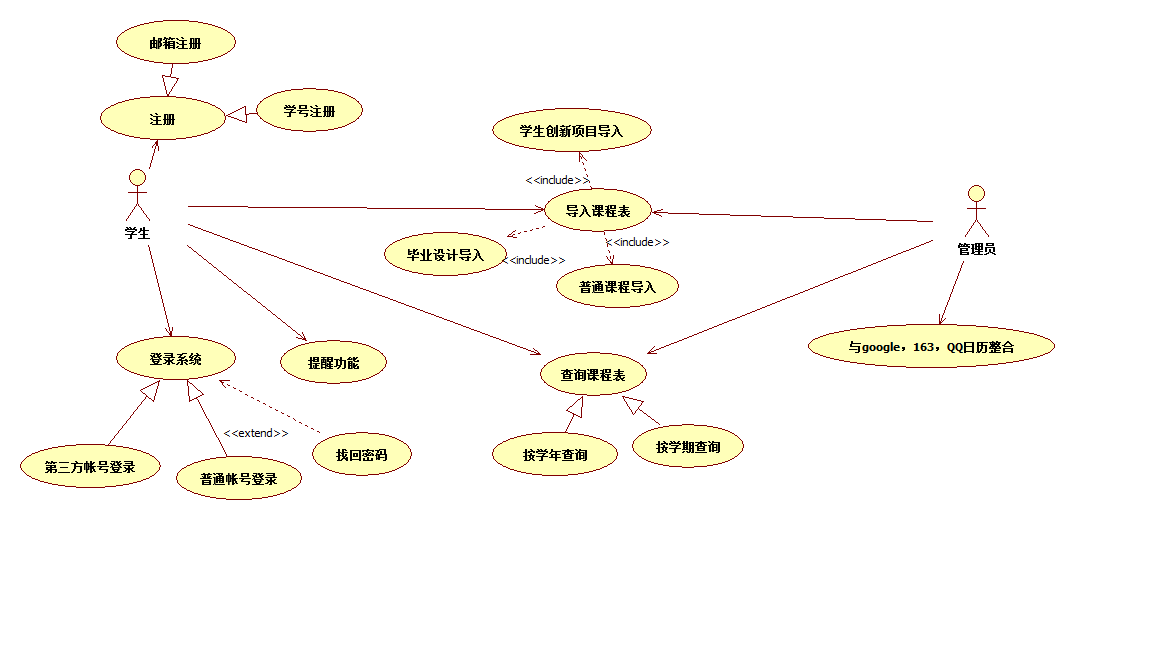 邮箱注册
学号注册
注册
学生创新项目导入
<<include>>
导入课程表
学生
<<include>>
管理员
毕业设计导入
<<include>>
普通课程导入
与google，163，QQ日历整合
登录系统
提醒功能
查询课程表
<<extend>>
按学期查询
找回密码
按学年查询
第三方帐号登录
普通帐号登录